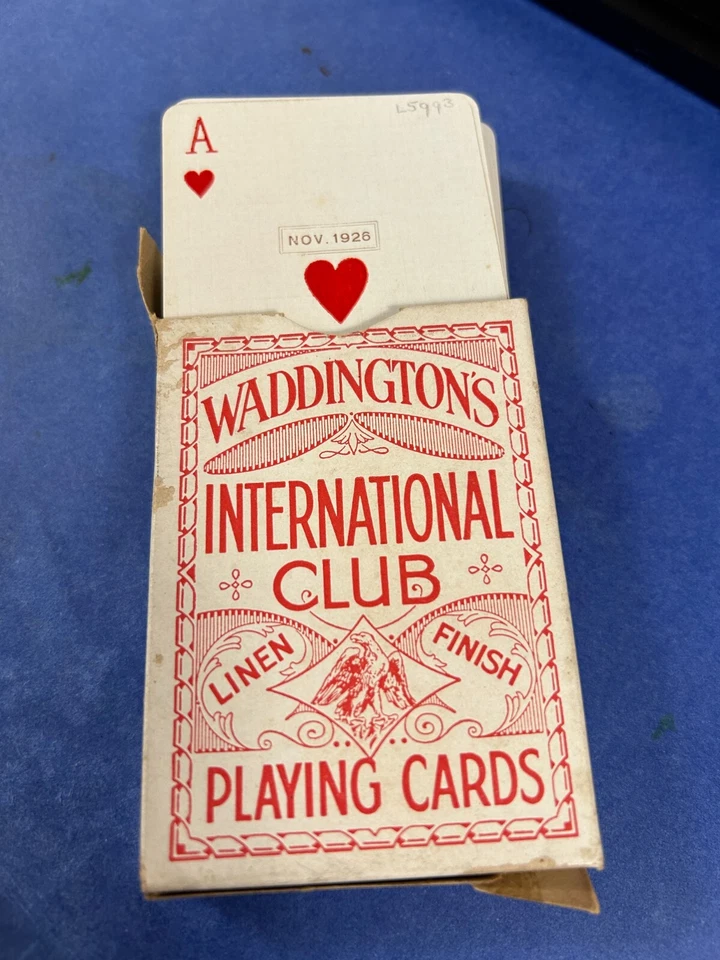 A
L5993
NOV. 1926
WADDINGTON'S
INTERNATIONAL
CLUB
LINEN FINISH
PLAYING CARDS